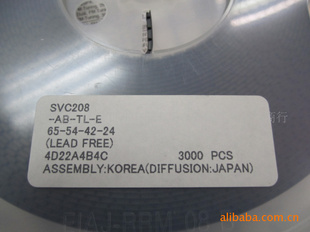 SVC208
-AB-TL-E
65-54-42-24
(LEAD FREE)
4D22A4B4C 3000 PCS
ASSEMBLY:KOREA(DIFFUSION:JAPAN)
alibaba.com.cn